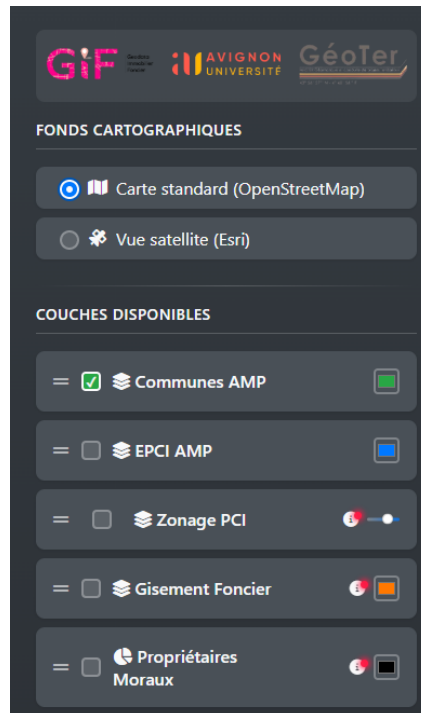 GiF
AVIGNON
UNIVERSITÉ
GéoTer
FONDS CARTOGRAPHIQUES
Carte standard (OpenStreetMap)
Vue satellite (Esri)
COUCHES DISPONIBLES
Communes AMP
EPCI AMP
Zonage PCI
Gisement Foncier
Propriétaires
Moraux